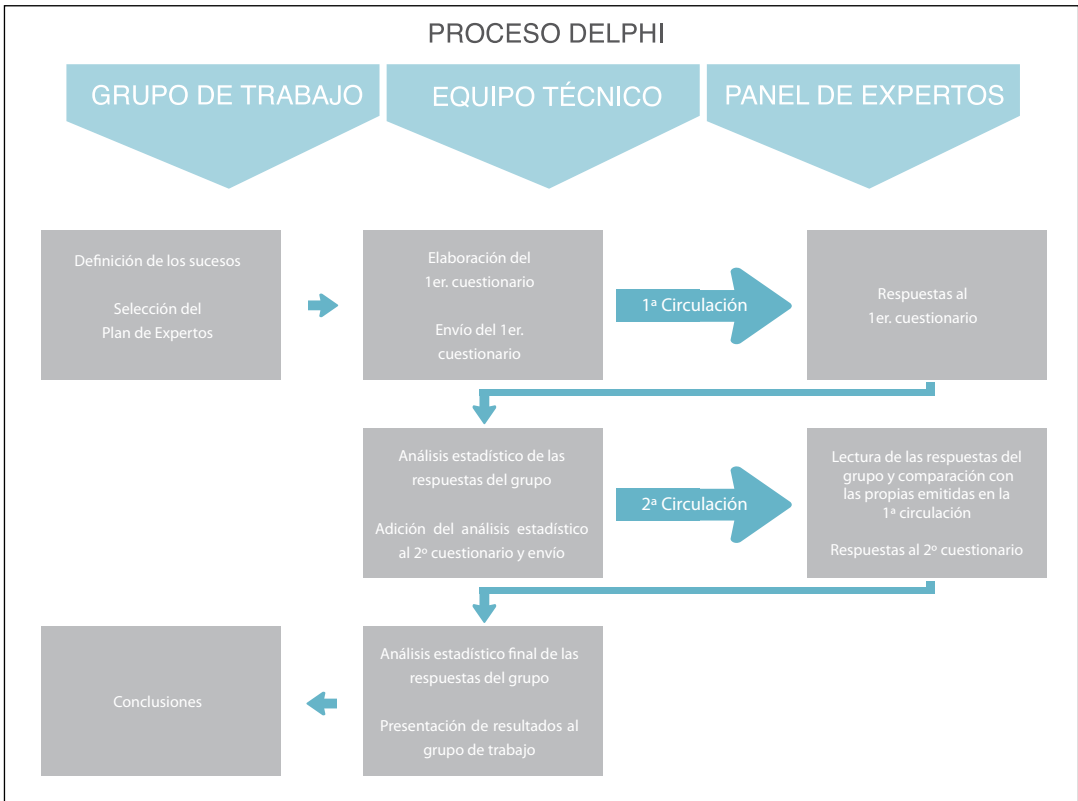 PROCESO DELPHI
GRUPO DE TRABAJO
EQUIPO TÉCNICO
PANEL DE EXPERTOS
Definición de los sucesos
Selección del
Plan de Expertos
Elaboración del
1er. cuestionario
Envío del 1er.
cuestionario
1ª Circulación
Respuestas al
1er. cuestionario
Análisis estadístico de las
respuestas del grupo
Adición del análisis estadístico
al 2º cuestionario y envío
2ª Circulación
Lectura de las respuestas del
grupo y comparación con
las propias emitidas en la
1ª circulación
Respuestas al 2º cuestionario
Análisis estadístico final de las
respuestas del grupo
Presentación de resultados al
grupo de trabajo
Conclusiones